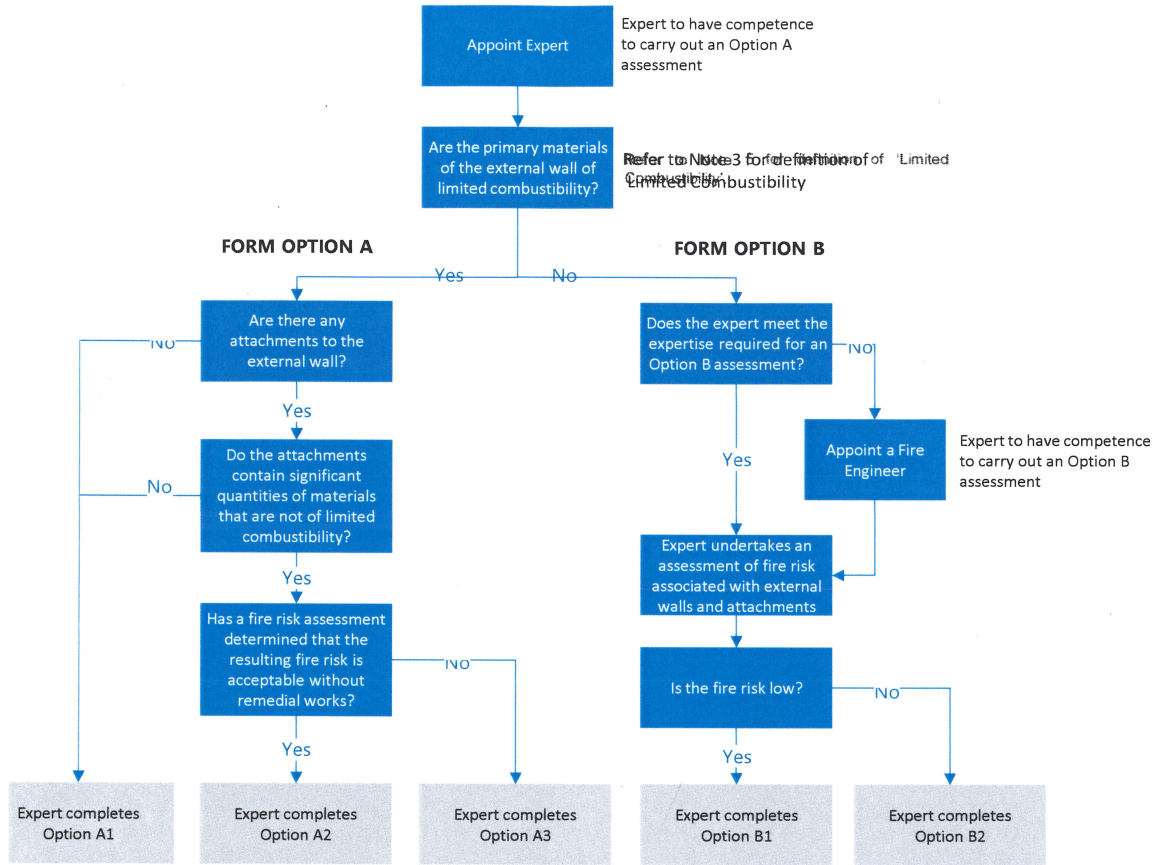 Appoint Expert
Expert to have competence
to carry out an Option A
assessment
Are the primary materials
of the external wall of
limited combustibility?
Refer to Note 3 for definition of
'Limited Combustibility
'Limited
Combustibility'
FORM OPTION A
FORM OPTION B
Yes
No
Are there any
attachments to the
external wall?
No
Yes
Does the expert meet the
expertise required for an
Option B assessment?
No
Do the attachments
contain significant
quantities of materials
that are not of limited
combustibility?
No
Yes
Yes
Appoint a Fire
Engineer
Expert to have competence
to carry out an Option B
assessment
Expert undertakes an
assessment of fire risk
associated with external
walls and attachments
Has a fire risk assessment
determined that the
resulting fire risk is
acceptable without
remedial works?
No
Yes
Is the fire risk low?
No
Yes
Expert completes
Option A1
Expert completes
Option A2
Expert completes
Option A3
Expert completes
Option B1
Expert completes
Option B2